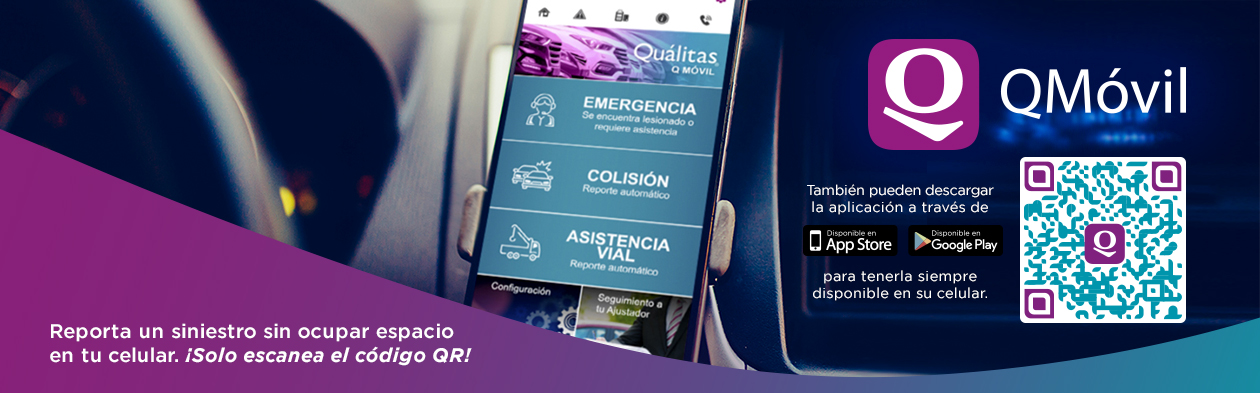 Quálitas
Q MÓVIL
EMERGENCIA
Se encuentra lesionado o
requiere asistencia
COLISIÓN
Reporte automático
ASISTENCIA
VIAL
Reporte automático
Configuración
Seguimiento a
tu Ajustador
Reporta un siniestro sin ocupar espacio
en tu celular. ¡Solo escanea el código QR!
Q
QMóvil
También pueden descargar
la aplicación a través de
Disponible en
App Store
Disponible en
Google Play
para tenerla siempre
disponible en su celular.
Q